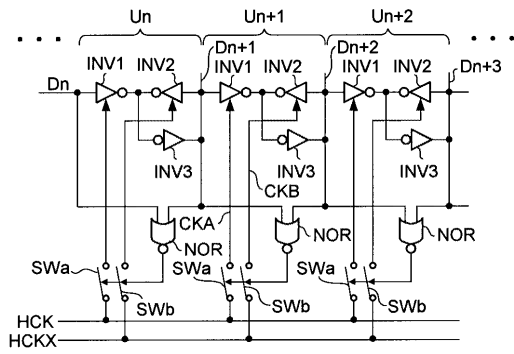 Un Un+1 Un+2
Dn+1 Dn+2 Dn+3
INV1 INV2 INV1 INV2 INV1 INV2
Dn
INV3 INV3 INV3
CKB
CKA
NOR NOR NOR
SWa SWa SWa
SWb SWb SWb
HCK
HCKX